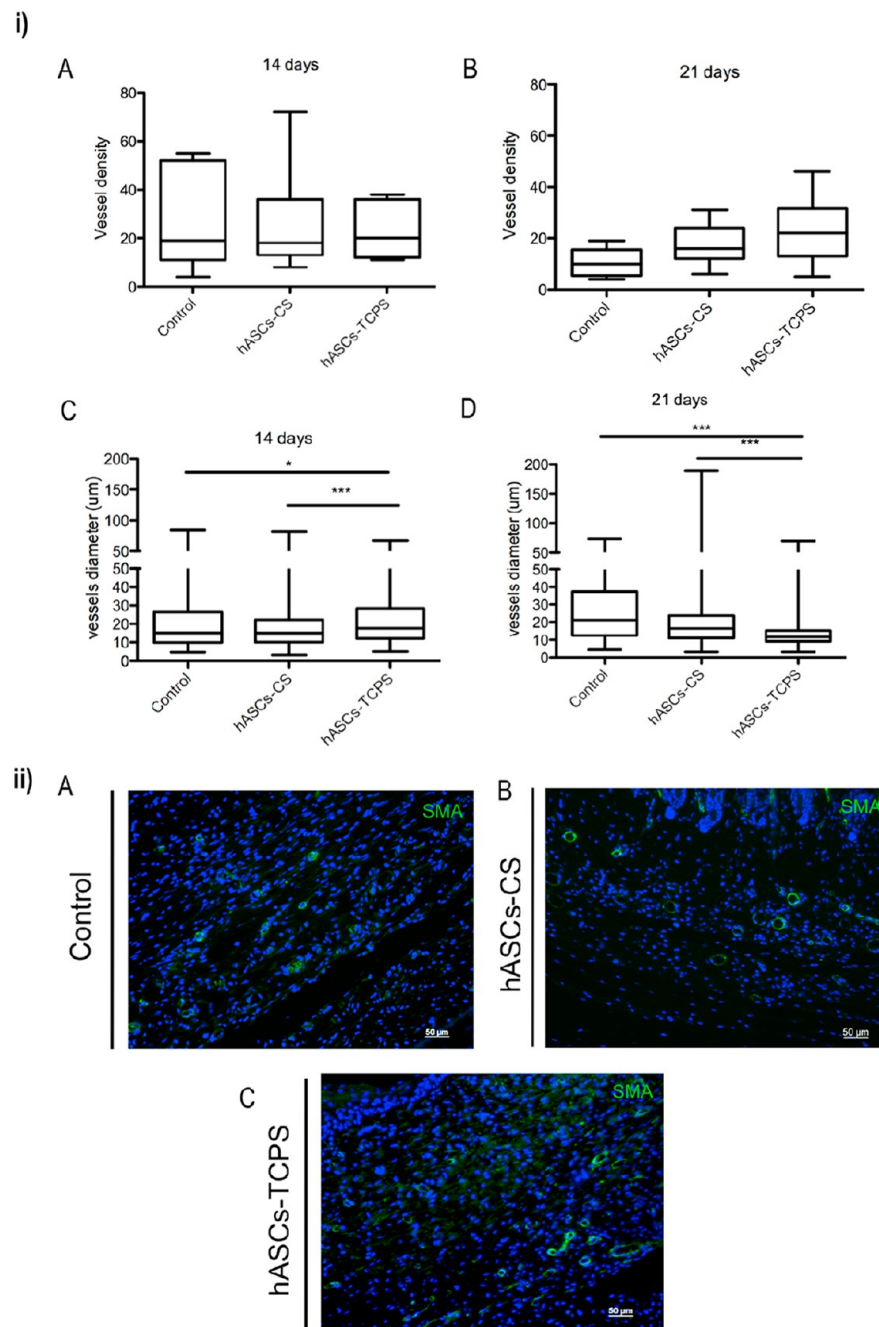 i)
A
14 days
Vessel density
80
60
40
20
0
Control
hASCs-CS
hASCs-TCPS
B
21 days
Vessel density
80
60
40
20
0
Control
hASCs-CS
hASCs-TCPS
C
14 days
vessels diameter (um)
200
150
100
50
50
40
30
20
10
0
*
***
Control
hASCs-CS
hASCs-TCPS
D
21 days
vessels diameter (um)
200
150
100
50
50
40
30
20
10
0
***
***
Control
hASCs-CS
hASCs-TCPS
ii)
A
Control
SMA
50 µm
B
hASCs-CS
SMA
50 µm
C
hASCs-TCPS
SMA
50 µm